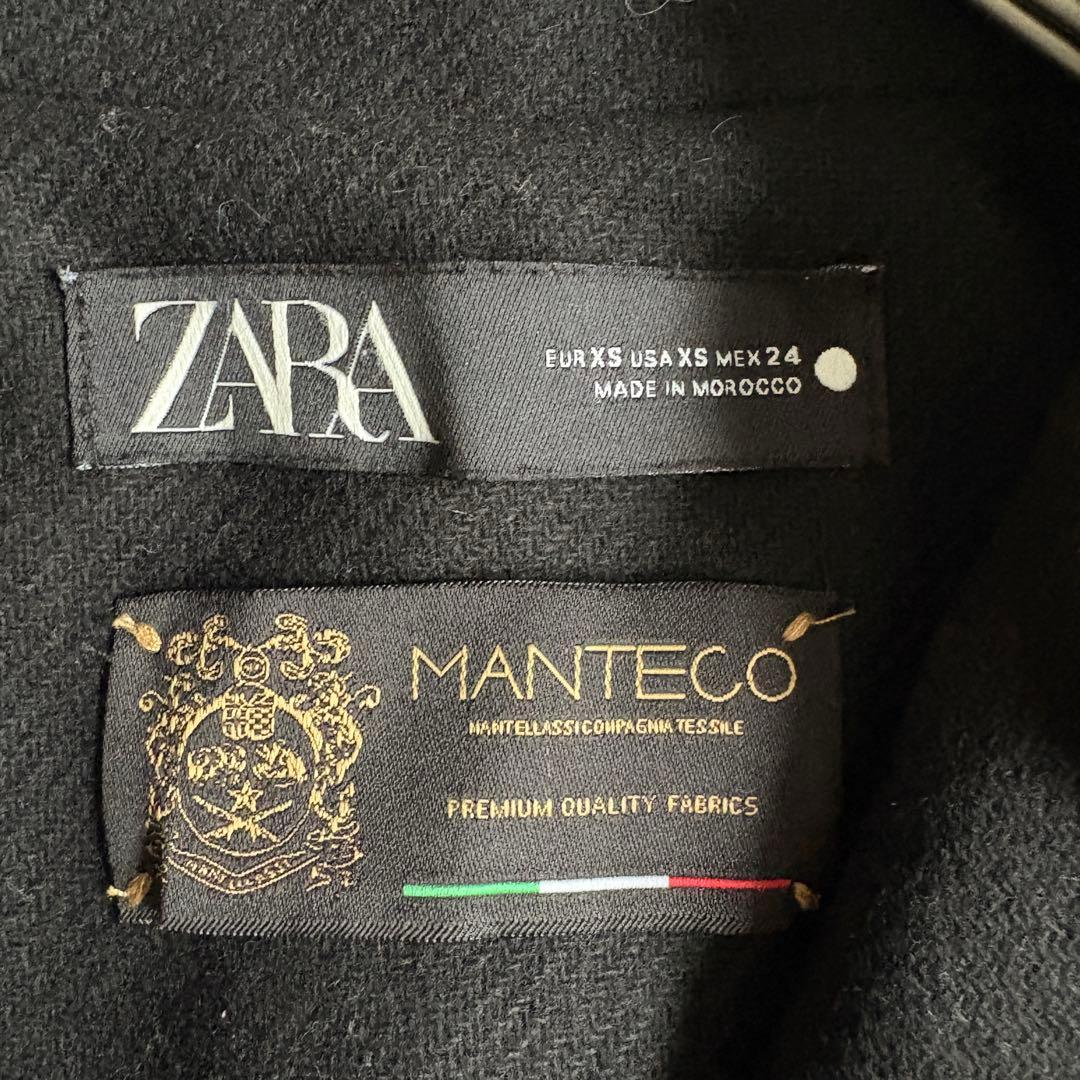 ZARA
EUR XS USA XS MEX 24
MADE IN MOROCCO
MANTECO
MANTELLASSI COMPAGNIA TESSILE
PREMIUM QUALITY FABRICS